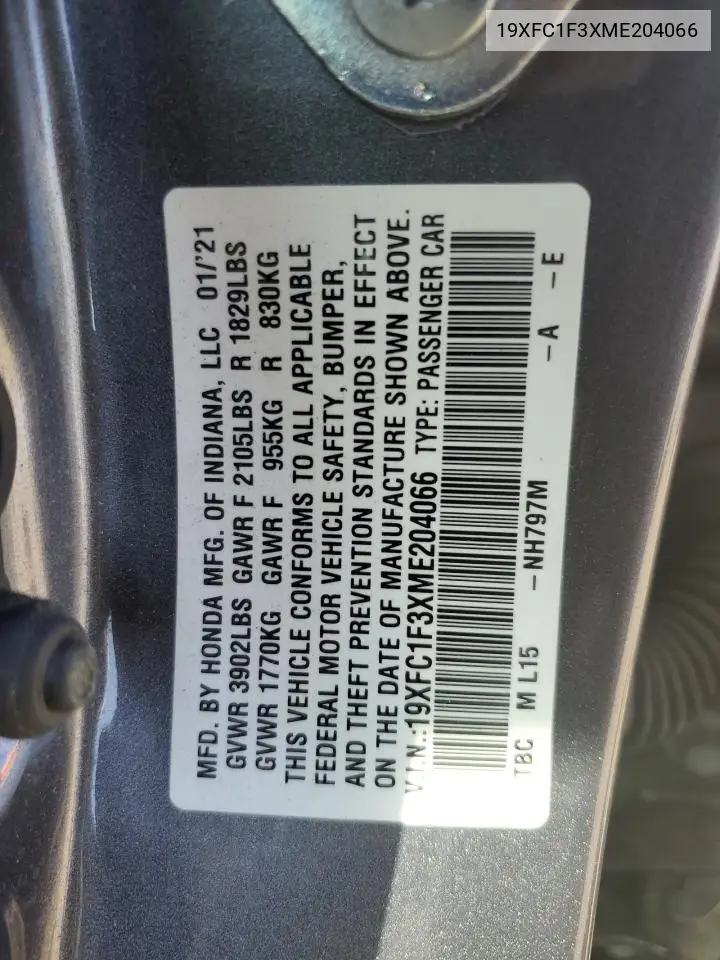 19XFC1F3XME204066
MFD. BY HONDA MFG. OF INDIANA, LLC 01/'21
GVWR 3902LBS GAWR F 2105LBS R 1829LBS
GVWR 1770KG GAWR F 955KG R 830KG
THIS VEHICLE CONFORMS TO ALL APPLICABLE
FEDERAL MOTOR VEHICLE SAFETY, BUMPER,
AND THEFT PREVENTION STANDARDS IN EFFECT
ON THE DATE OF MANUFACTURE SHOWN ABOVE.
V.I.N.:19XFC1F3XME204066 TYPE: PASSENGER CAR
TBC M L15 -NH797M -A -E